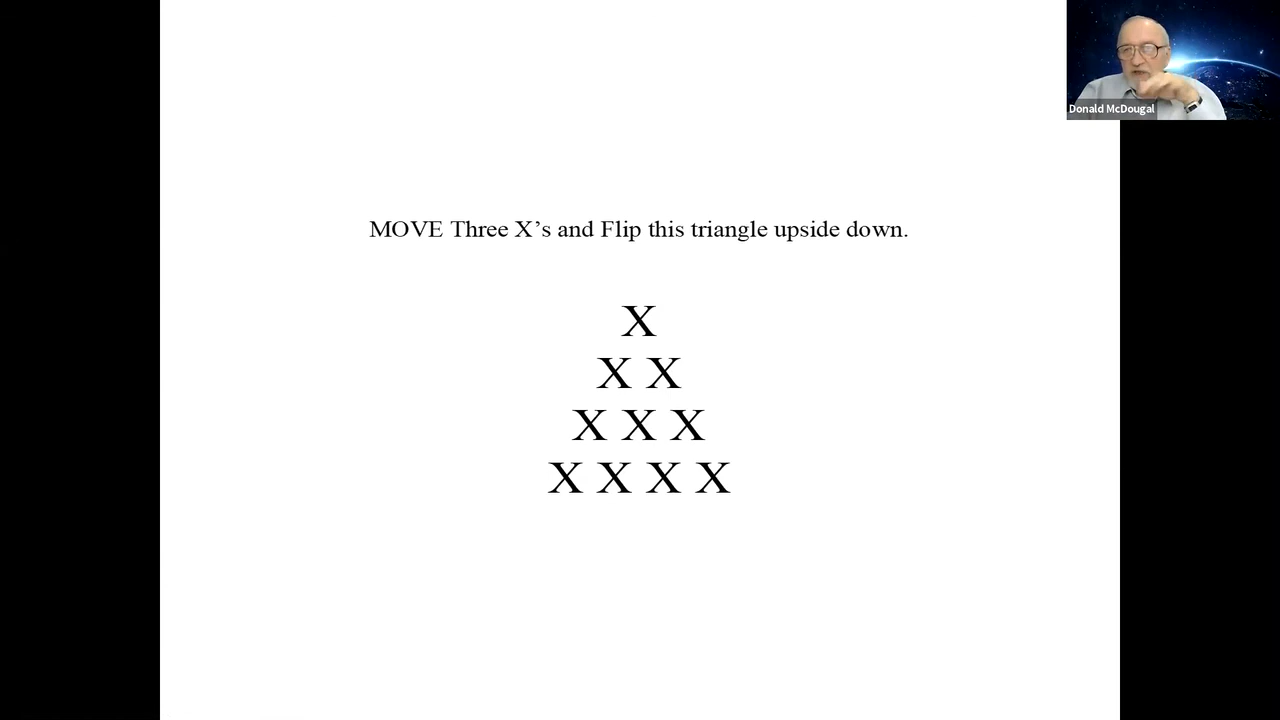 Donald McDougal
MOVE Three X’s and Flip this triangle upside down.
X
X X
X X X
X X X X